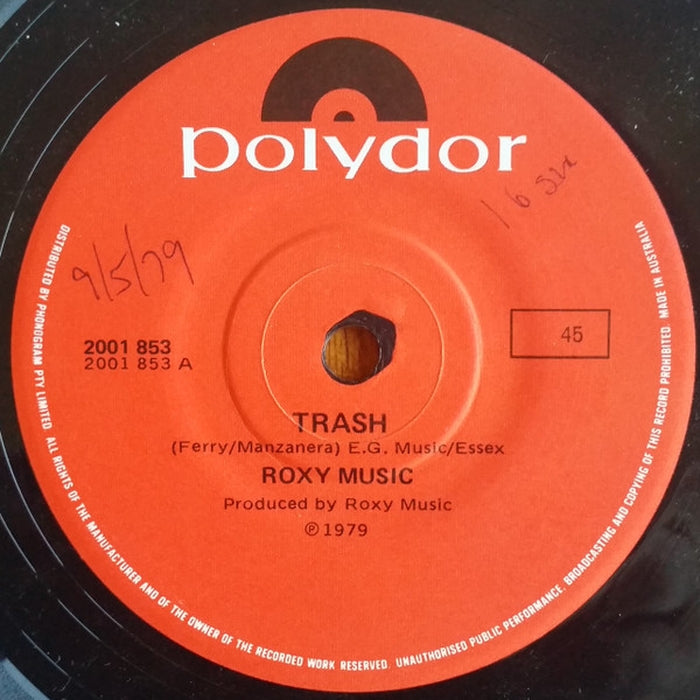 polydor
9/5/79
2001 853
2001 853 A
45
TRASH
(Ferry/Manzanera) E.G. Music/Essex
ROXY MUSIC
Produced by Roxy Music
℗ 1979
DISTRIBUTED BY PHONOGRAM PTY LIMITED. ALL RIGHTS OF THE MANUFACTURER AND OF THE OWNER OF THE RECORDED WORK RESERVED. UNAUTHORISED PUBLIC PERFORMANCE, BROADCASTING AND COPYING OF THIS RECORD PROHIBITED. MADE IN AUSTRALIA